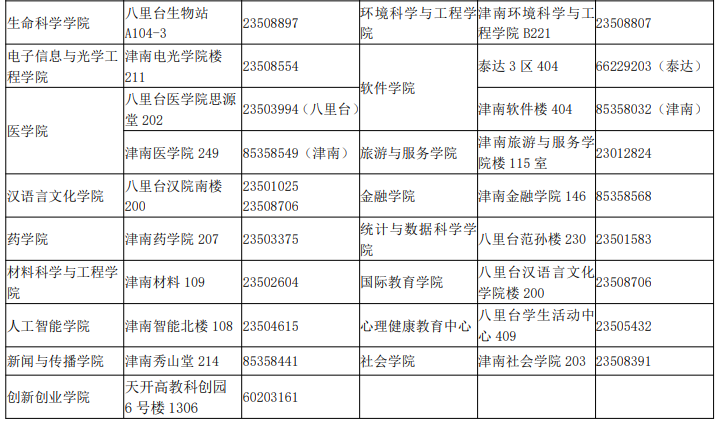 生命科学学院
八里台生物站
A104-3
23508897
环境科学与工程学
院
津南环境科学与工
程学院 B221
23508807
电子信息与光学工
程学院
津南电光学院楼
211
23508554
软件学院
泰达 3 区 404
66229203（泰达）
医学院
八里台医学院思源
堂 202
23503994（八里台）
津南软件楼 404
85358032（津南）
津南医学院 249
85358549（津南）
旅游与服务学院
津南旅游与服务学
院楼 115 室
23012824
汉语言文化学院
八里台汉院南楼
200
23501025
23508706
金融学院
津南金融学院 146
85358568
药学院
津南药学院 207
23503375
统计与数据科学学
院
八里台范孙楼 230
23501583
材料科学与工程学
院
津南材料 109
23502604
国际教育学院
八里台汉语言文化
学院楼 200
23508706
人工智能学院
津南智能北楼 108
23504615
心理健康教育中心
八里台学生活动中
心 409
23505432
新闻与传播学院
津南秀山堂 214
85358441
社会学院
津南社会学院 203
23508391
创新创业学院
天开高教科创园
6 号楼 1306
60203161